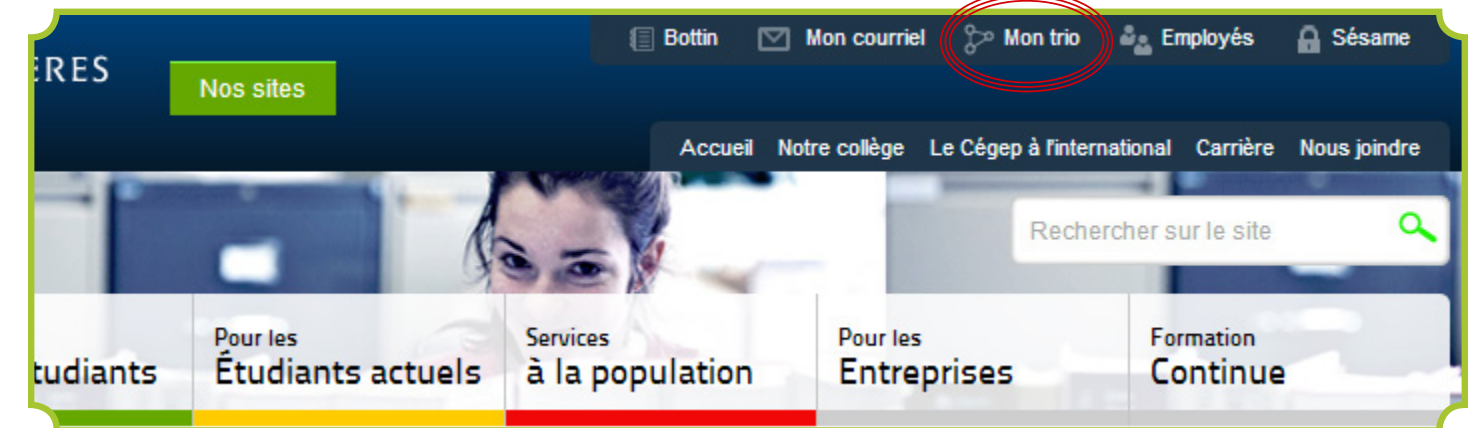 Bottin Mon courriel Mon trio Employés Sésame
ERES
Nos sites
Accueil Notre collège Le Cégep à l'international Carrière Nous joindre
Rechercher sur le site
Pour les Services Pour les Formation
tudiants Étudiants actuels à la population Entreprises Continue